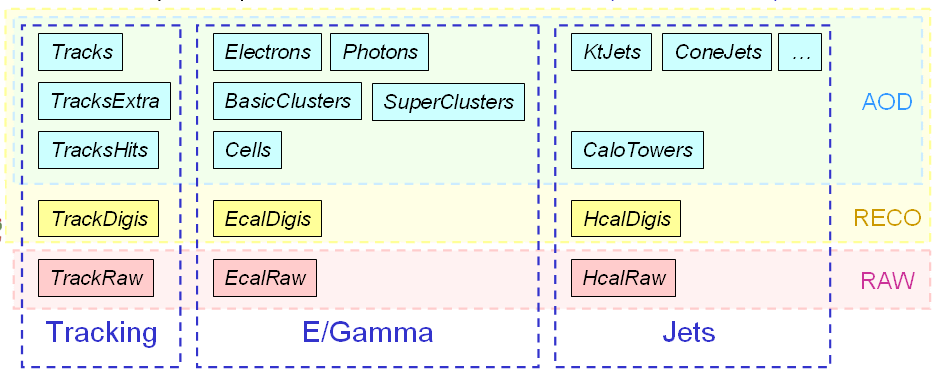 Tracks Electrons Photons KtJets ConeJets ...
TracksExtra BasicClusters SuperClusters AOD
TracksHits Cells CaloTowers
TrackDigis EcalDigis HcalDigis RECO
TrackRaw EcalRaw HcalRaw RAW
Tracking E/Gamma Jets